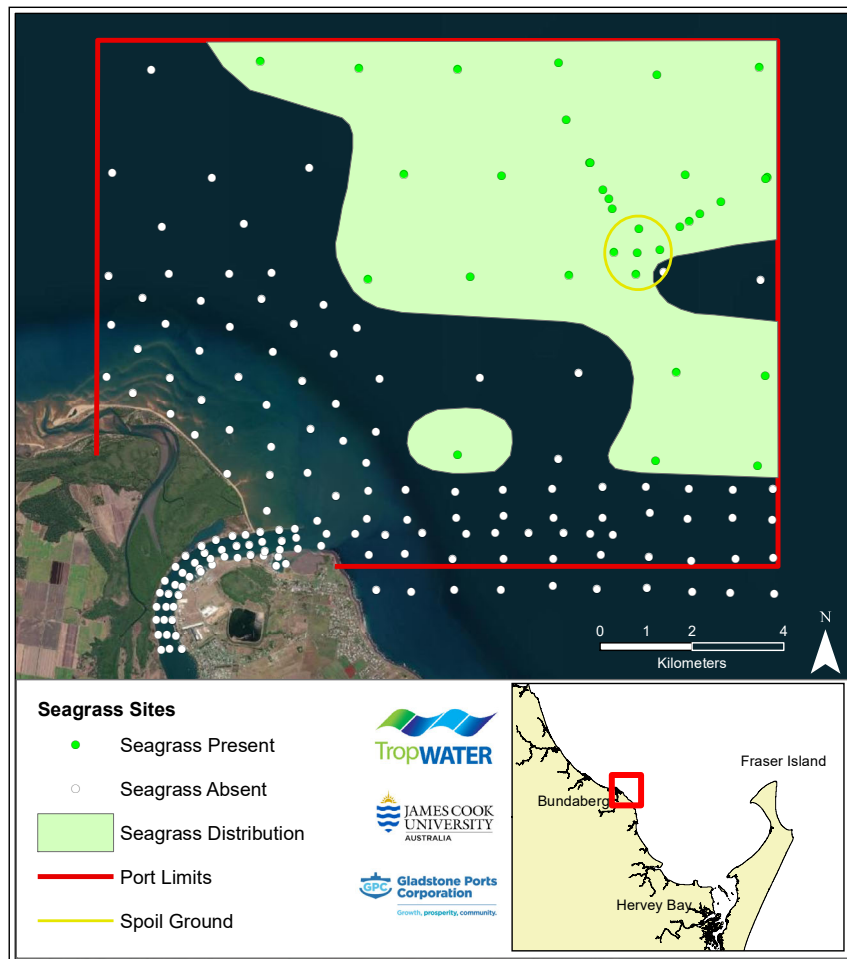 N
0 1 2 4
Kilometers
Seagrass Sites
Seagrass Present
Seagrass Absent
Seagrass Distribution
Port Limits
Spoil Ground
TropWATER
JAMES COOK
UNIVERSITY
AUSTRALIA
GPC
Gladstone Ports
Corporation
Growth, prosperity, community.
Fraser Island
Bundaberg
Hervey Bay